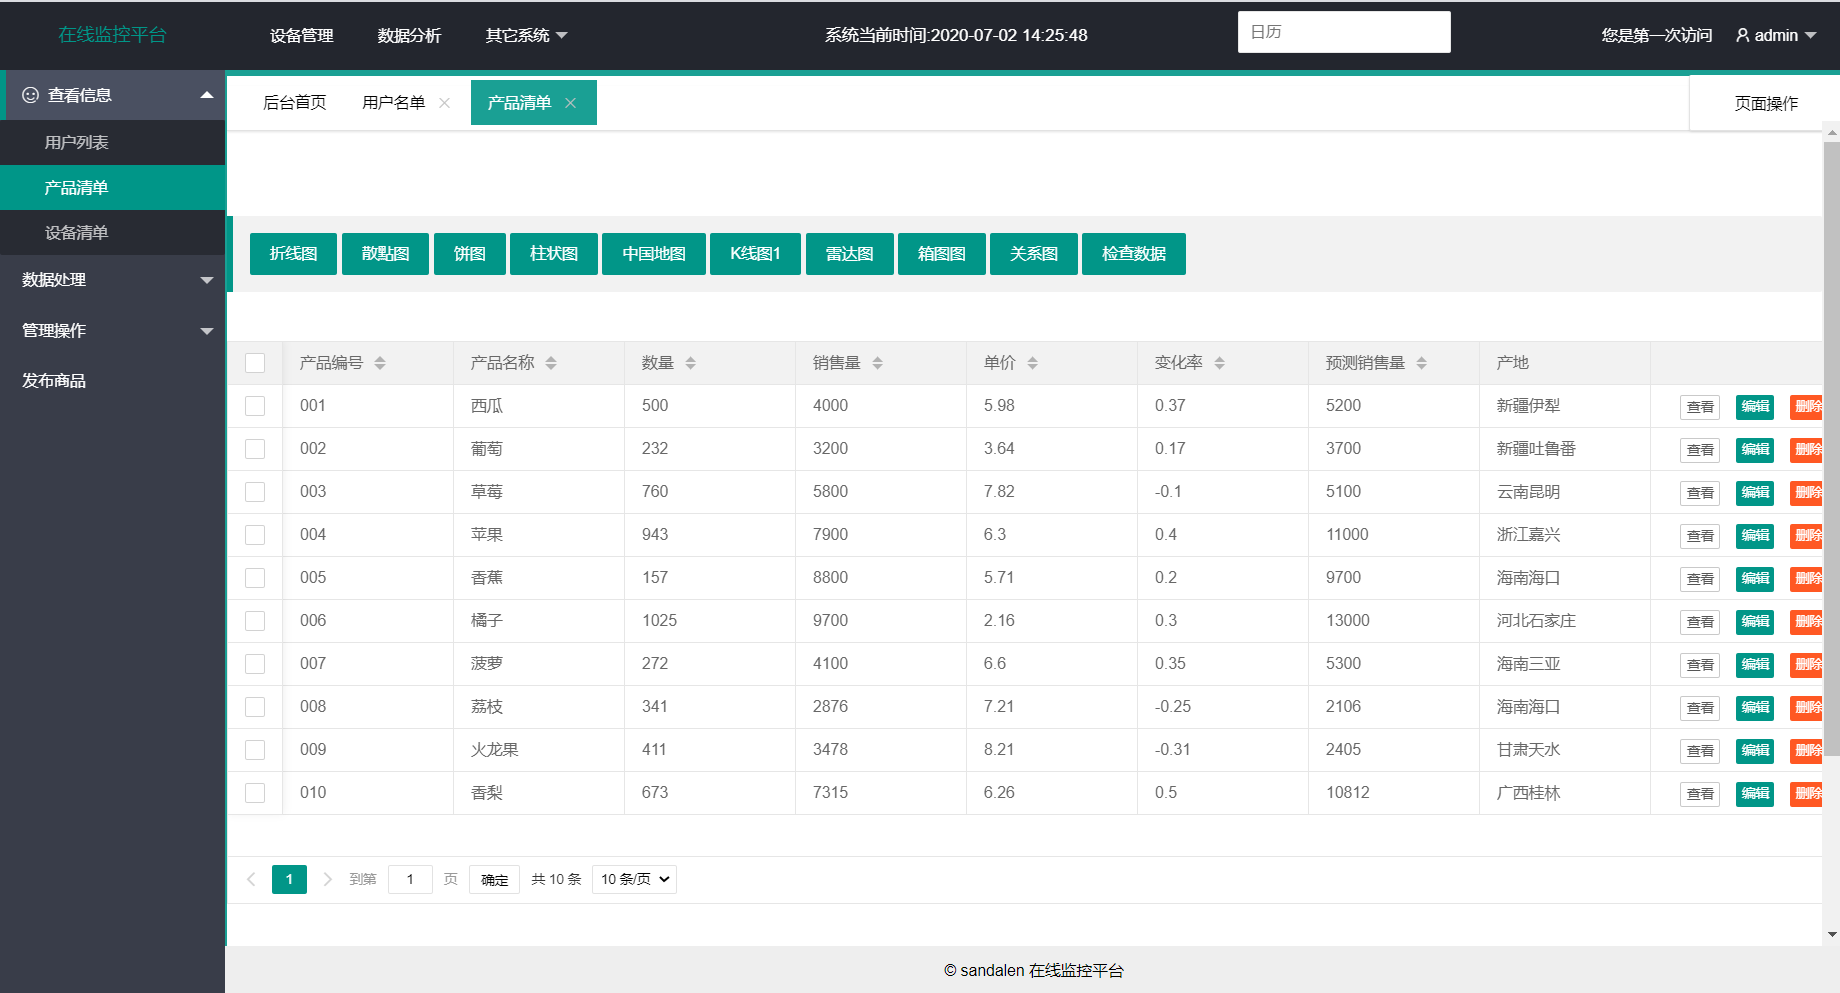 在线监控平台 设备管理 数据分析 其它系统 系统当前时间:2020-07-02 14:25:48 日历 您是第一次访问 admin
查看信息
用户列表
产品清单
设备清单
数据处理
管理操作
发布商品
后台首页 用户名单 产品清单 页面操作
折线图 散點图 饼图 柱状图 中国地图 K线图1 雷达图 箱图图 关系图 检查数据
产品编号 产品名称 数量 销售量 单价 变化率 预测销售量 产地
001 西瓜 500 4000 5.98 0.37 5200 新疆伊犁 查看 编辑 删除
002 葡萄 232 3200 3.64 0.17 3700 新疆吐鲁番 查看 编辑 删除
003 草莓 760 5800 7.82 -0.1 5100 云南昆明 查看 编辑 删除
004 苹果 943 7900 6.3 0.4 11000 浙江嘉兴 查看 编辑 删除
005 香蕉 157 8800 5.71 0.2 9700 海南海口 查看 编辑 删除
006 橘子 1025 9700 2.16 0.3 13000 河北石家庄 查看 编辑 删除
007 菠萝 272 4100 6.6 0.35 5300 海南三亚 查看 编辑 删除
008 荔枝 341 2876 7.21 -0.25 2106 海南海口 查看 编辑 删除
009 火龙果 411 3478 8.21 -0.31 2405 甘肃天水 查看 编辑 删除
010 香梨 673 7315 6.26 0.5 10812 广西桂林 查看 编辑 删除
1 到第 1 页 确定 共 10 条 10 条/页
© sandalen 在线监控平台